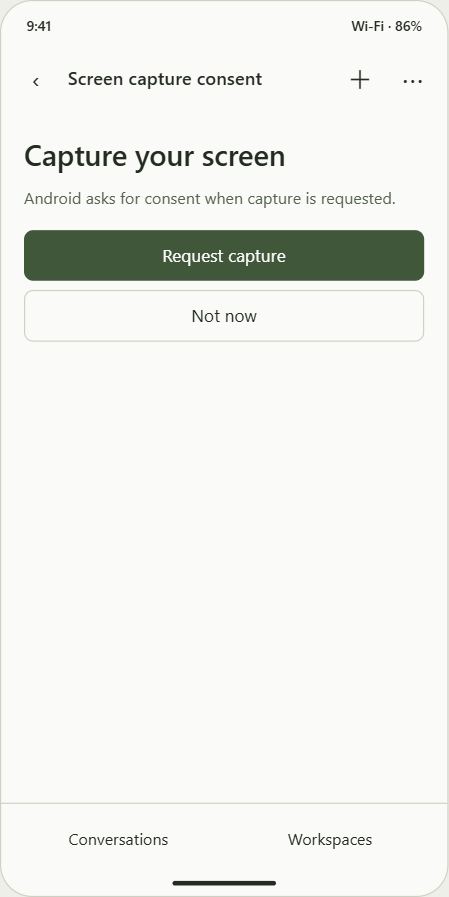 9:41
Wi-Fi · 86%
‹ Screen capture consent + ...
Capture your screen
Android asks for consent when capture is requested.
Request capture
Not now
Conversations
Workspaces